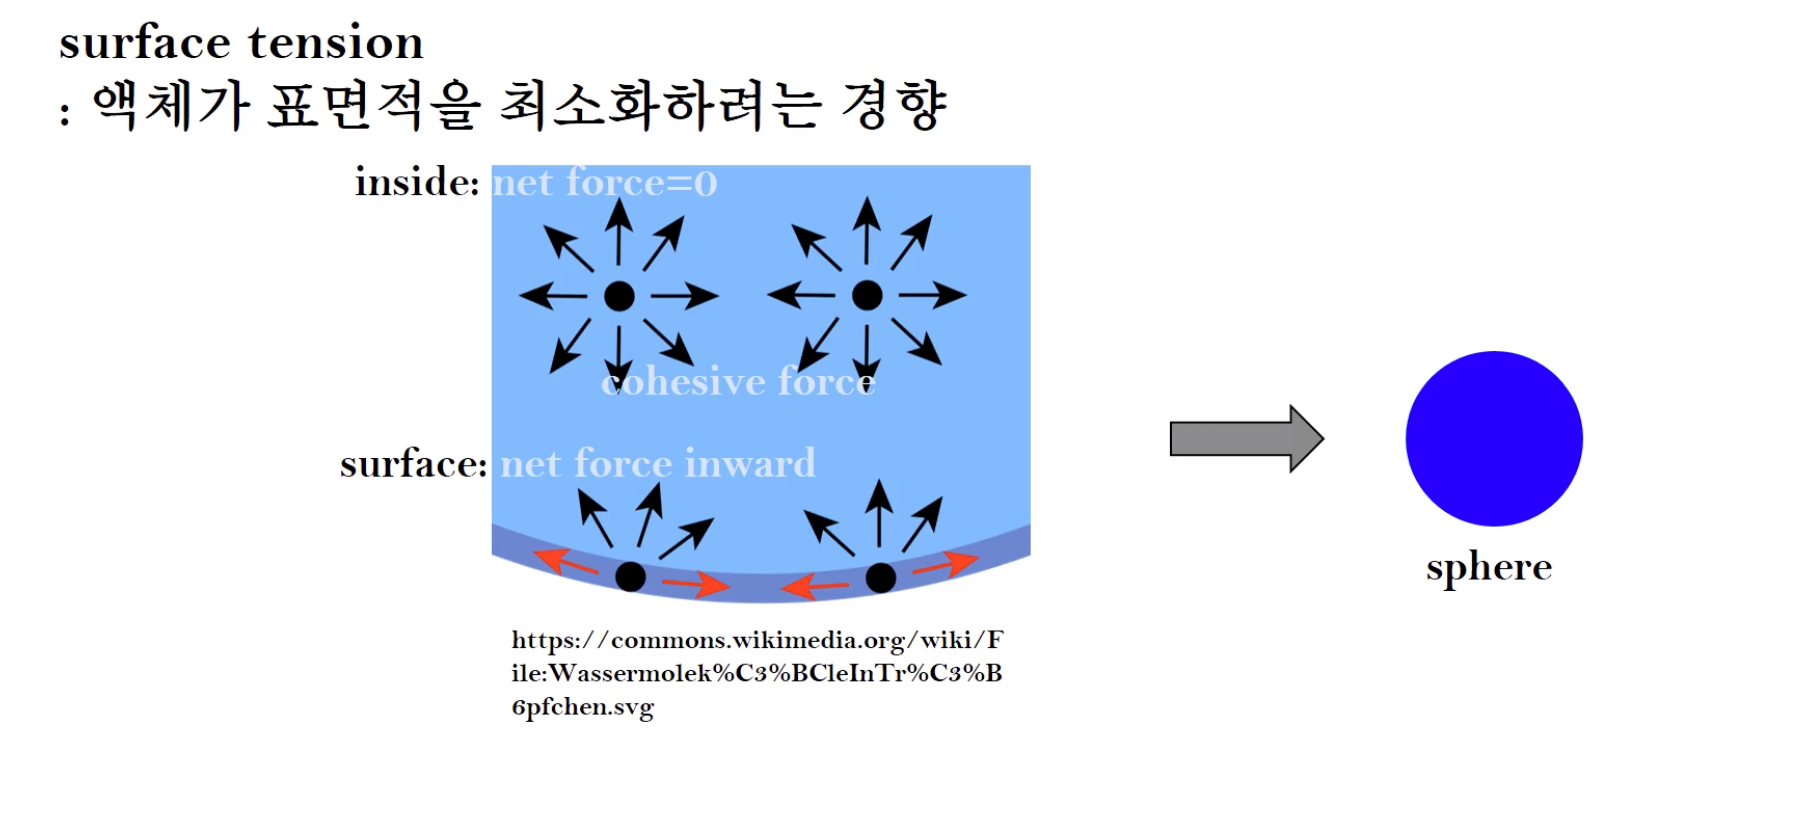 surface tension
: 액체가 표면적을 최소화하려는 경향
inside: net force=0
cohesive force
surface: net force inward
sphere
https://commons.wikimedia.org/wiki/F
ile:Wassermolek%C3%BCleInTr%C3%B
6pfchen.svg